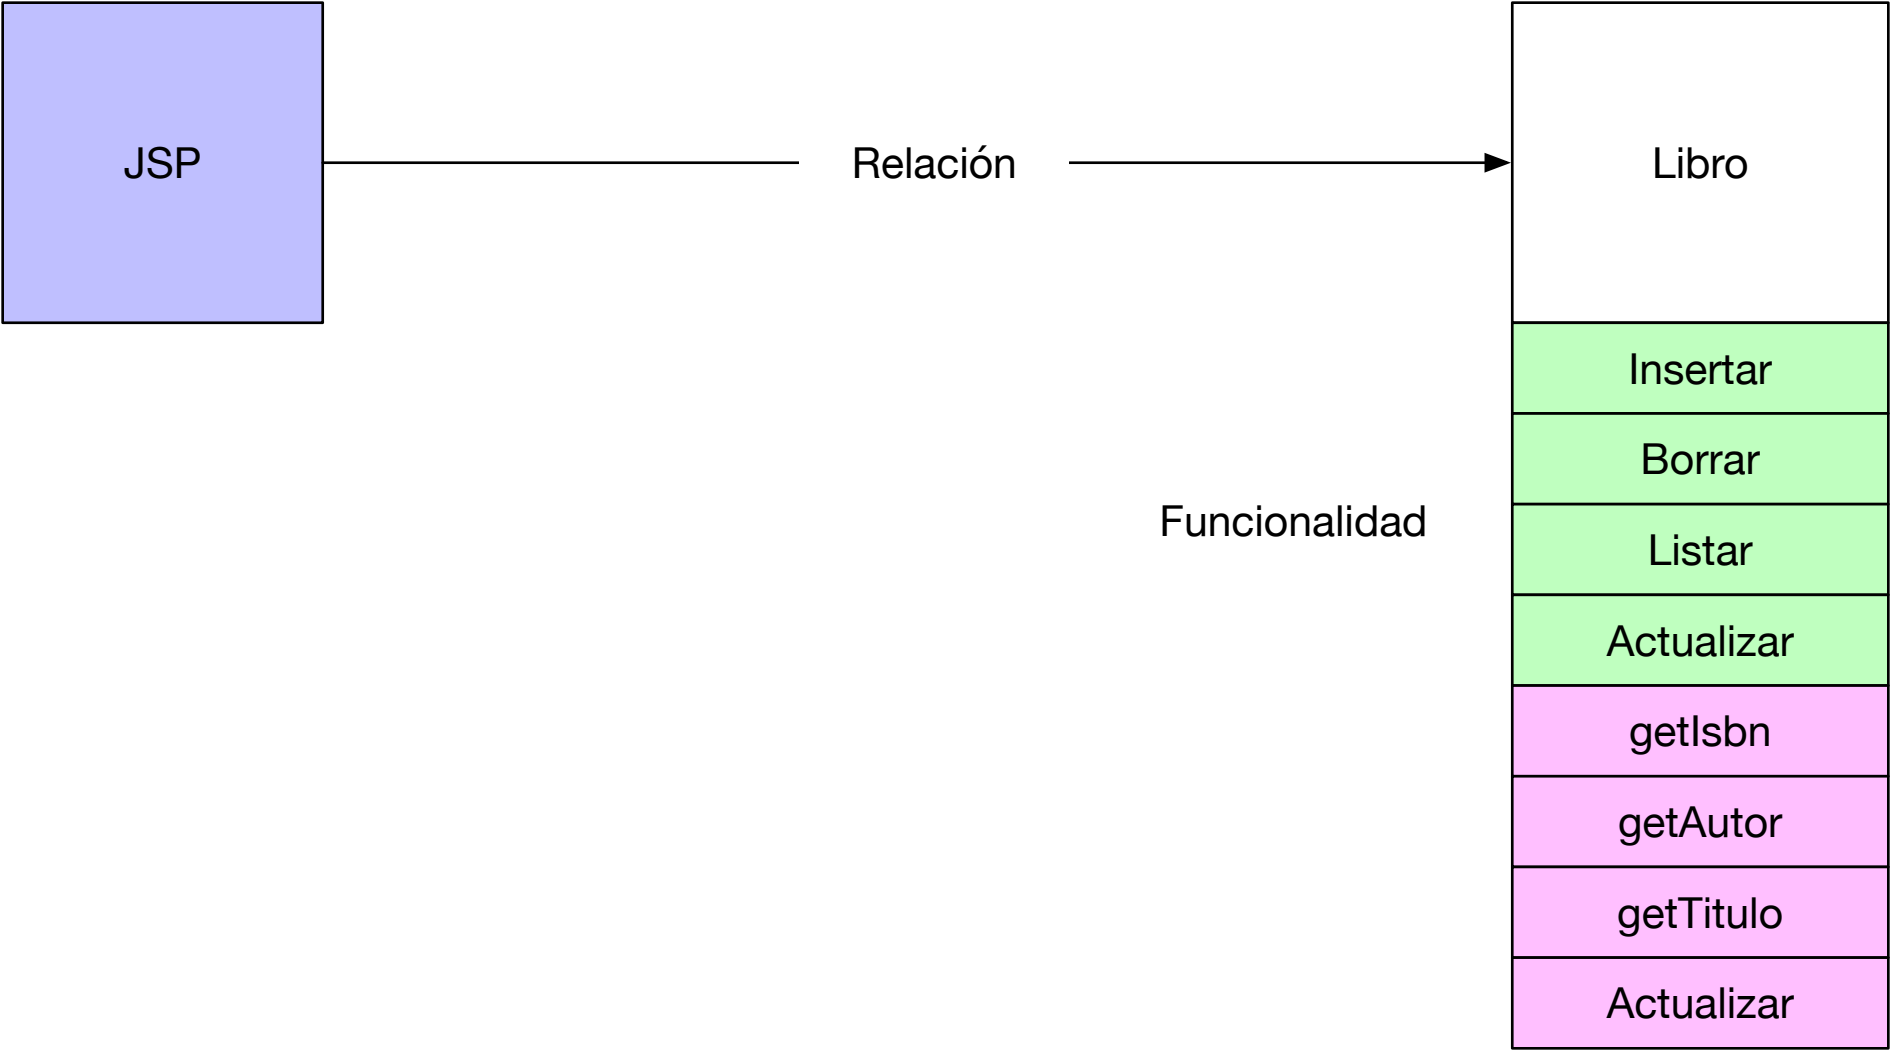 JSP
Relación
Libro
Insertar
Borrar
Funcionalidad
Listar
Actualizar
getIsbn
getAutor
getTitulo
Actualizar